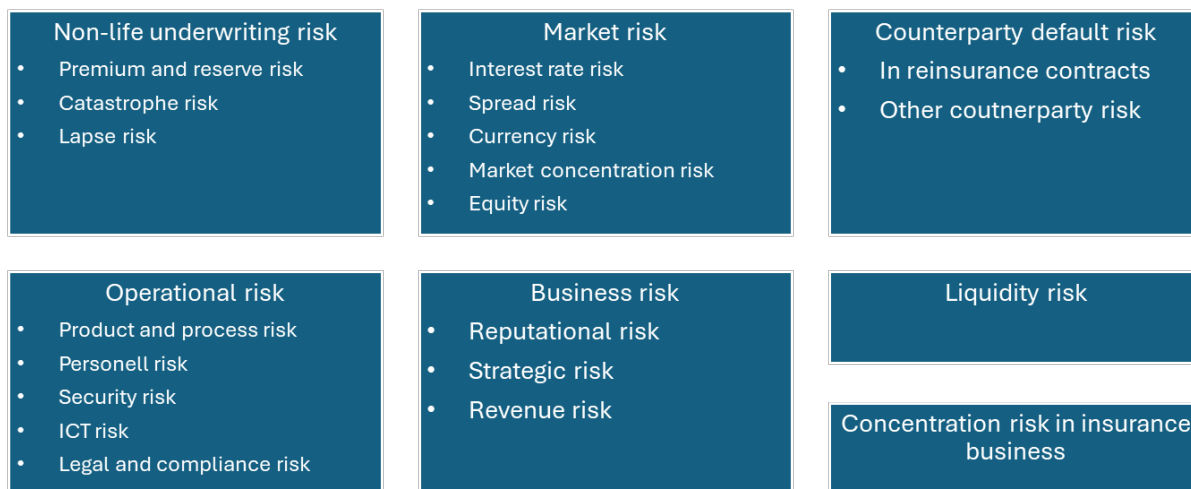 Non-life underwriting risk
• Premium and reserve risk
• Catastrophe risk
• Lapse risk
Market risk
• Interest rate risk
• Spread risk
• Currency risk
• Market concentration risk
• Equity risk
Counterparty default risk
• In reinsurance contracts
• Other coutnerparty risk
Operational risk
• Product and process risk
• Personell risk
• Security risk
• ICT risk
• Legal and compliance risk
Business risk
• Reputational risk
• Strategic risk
• Revenue risk
Liquidity risk
Concentration risk in insurance
business